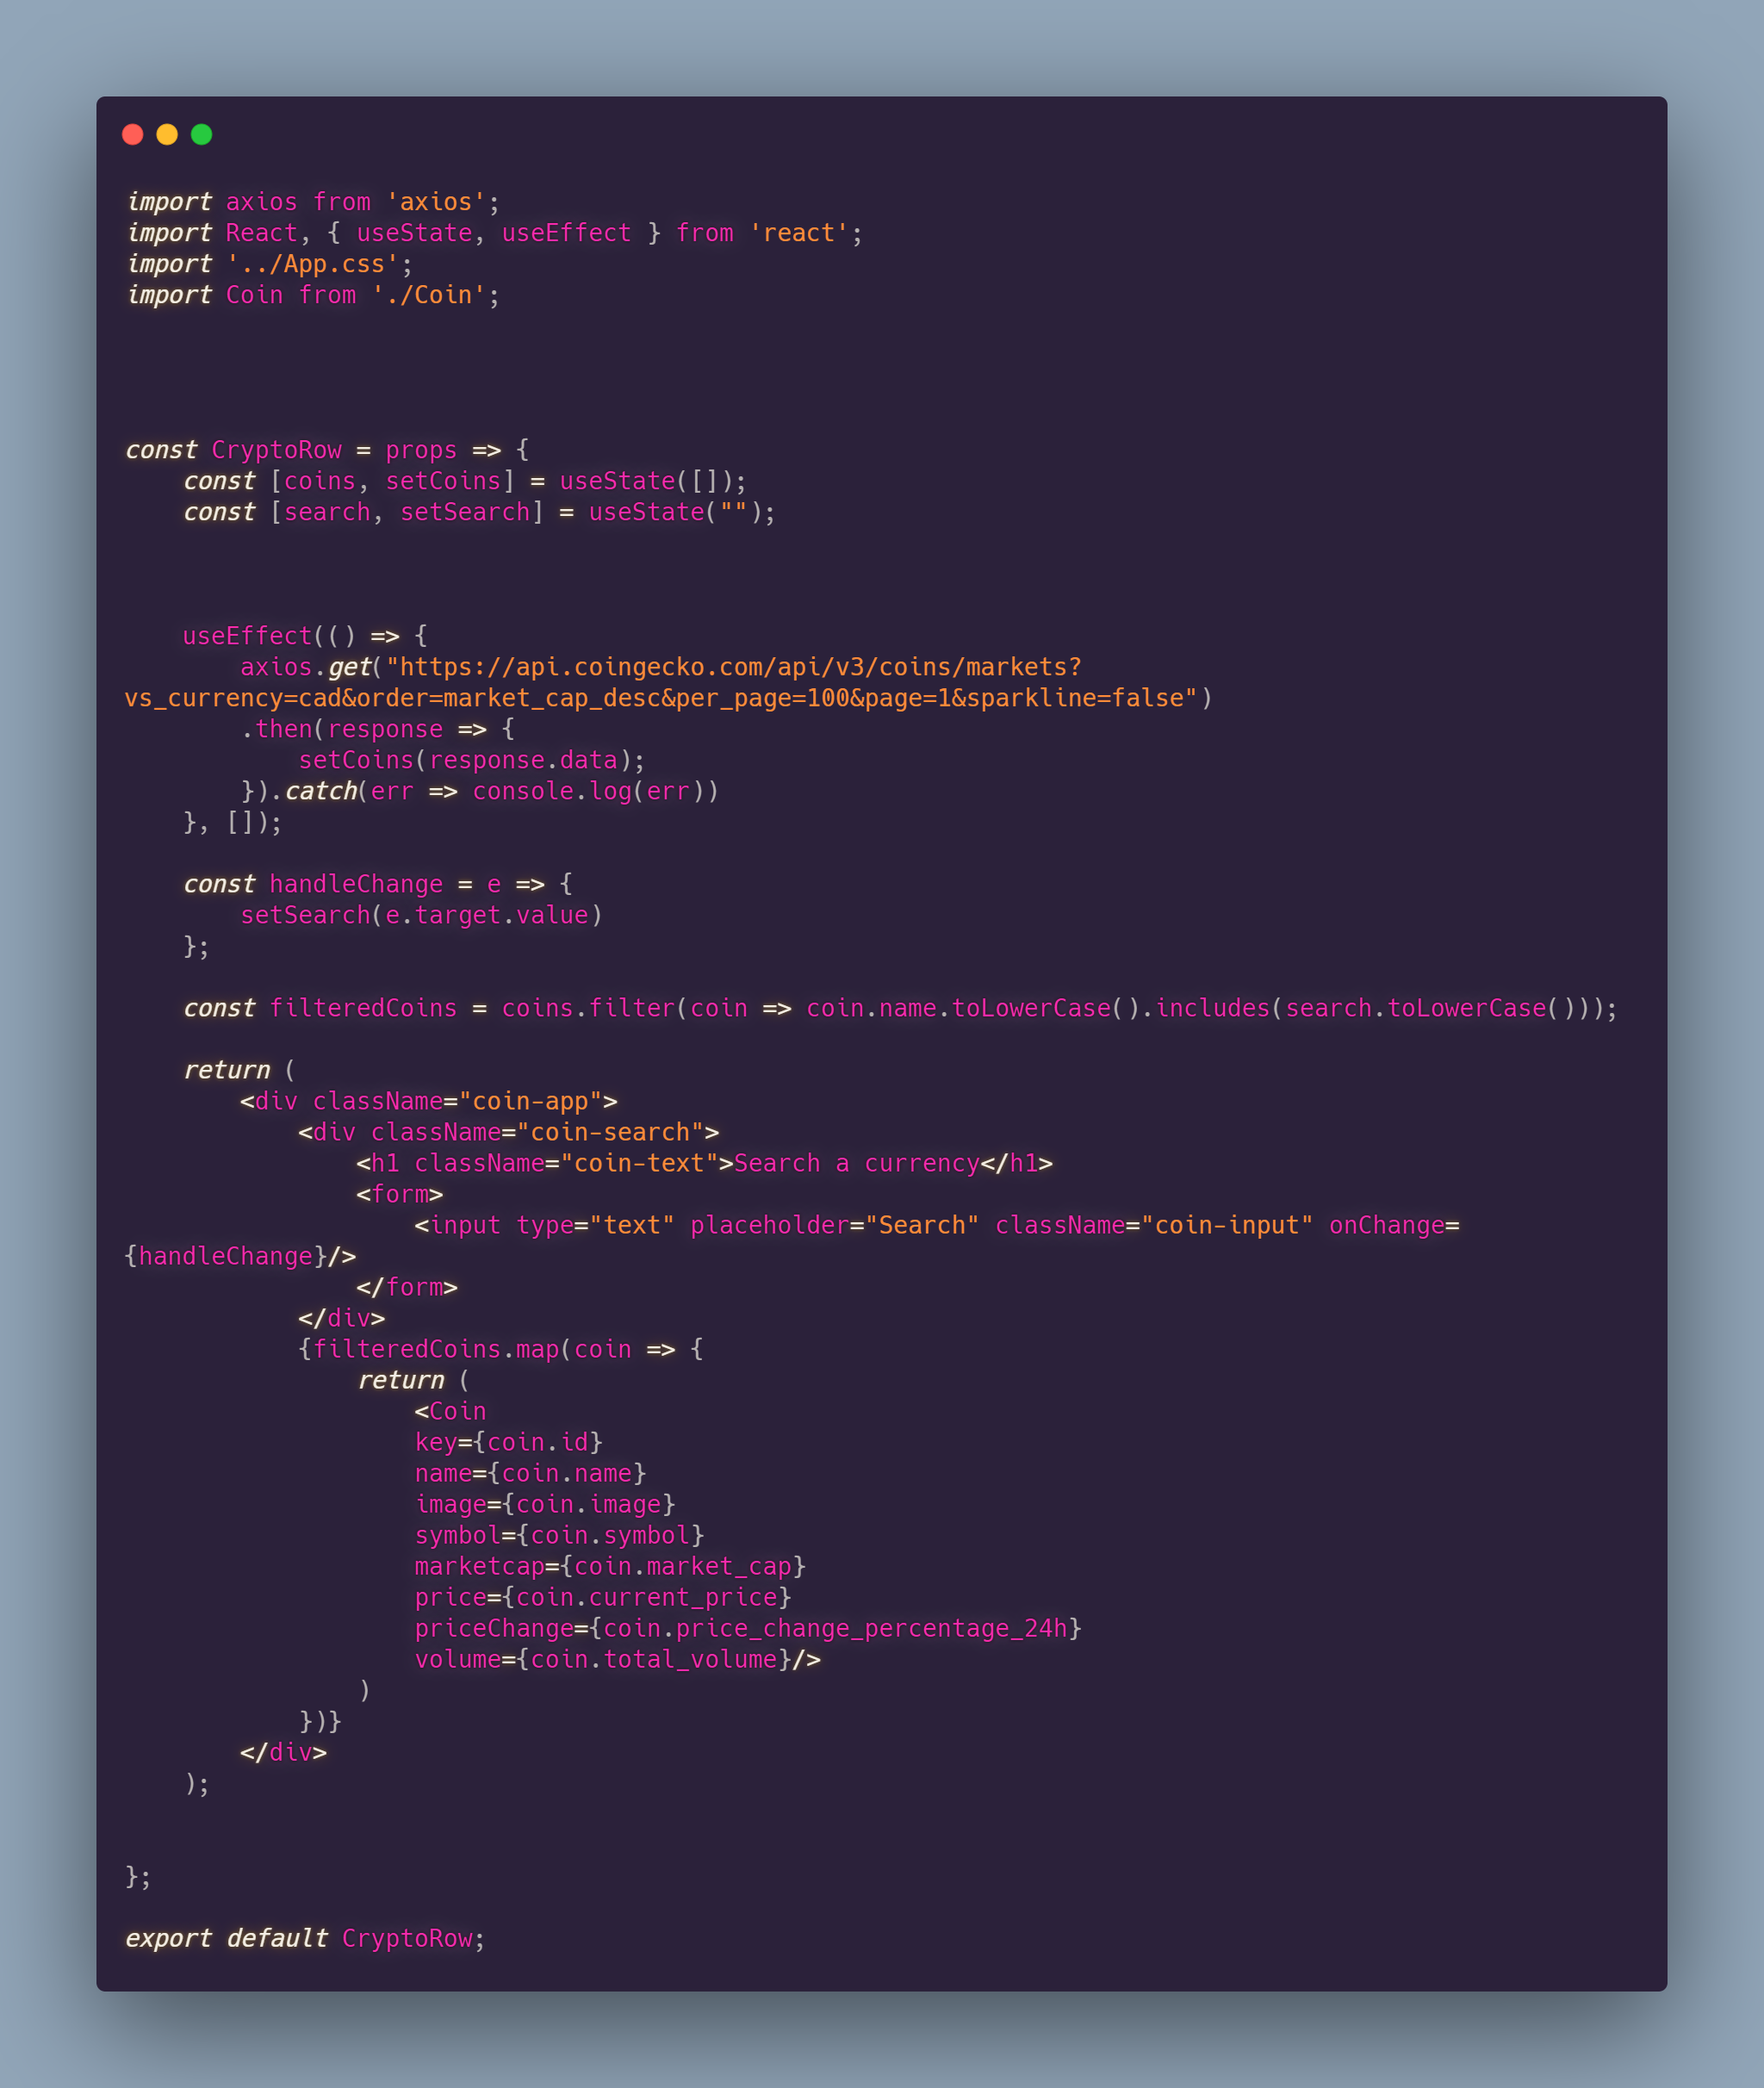 import axios from 'axios';
import React, { useState, useEffect } from 'react';
import '../App.css';
import Coin from './Coin';
const CryptoRow = props => {
    const [coins, setCoins] = useState([]);
    const [search, setSearch] = useState("");
    useEffect(() => {
        axios.get("https://api.coingecko.com/api/v3/coins/markets?
vs_currency=cad&order=market_cap_desc&per_page=100&page=1&sparkline=false")
        .then(response => {
            setCoins(response.data);
        }).catch(err => console.log(err))
    }, []);
    const handleChange = e => {
        setSearch(e.target.value)
    };
    const filteredCoins = coins.filter(coin => coin.name.toLowerCase().includes(search.toLowerCase()));
    return (
        <div className="coin-app">
            <div className="coin-search">
                <h1 className="coin-text">Search a currency</h1>
                <form>
                    <input type="text" placeholder="Search" className="coin-input" onChange=
{handleChange}/>
                </form>
            </div>
            {filteredCoins.map(coin => {
                return (
                    <Coin
                    key={coin.id}
                    name={coin.name}
                    image={coin.image}
                    symbol={coin.symbol}
                    marketcap={coin.market_cap}
                    price={coin.current_price}
                    priceChange={coin.price_change_percentage_24h}
                    volume={coin.total_volume}/>
                )
            })}
        </div>
    );
};
export default CryptoRow;